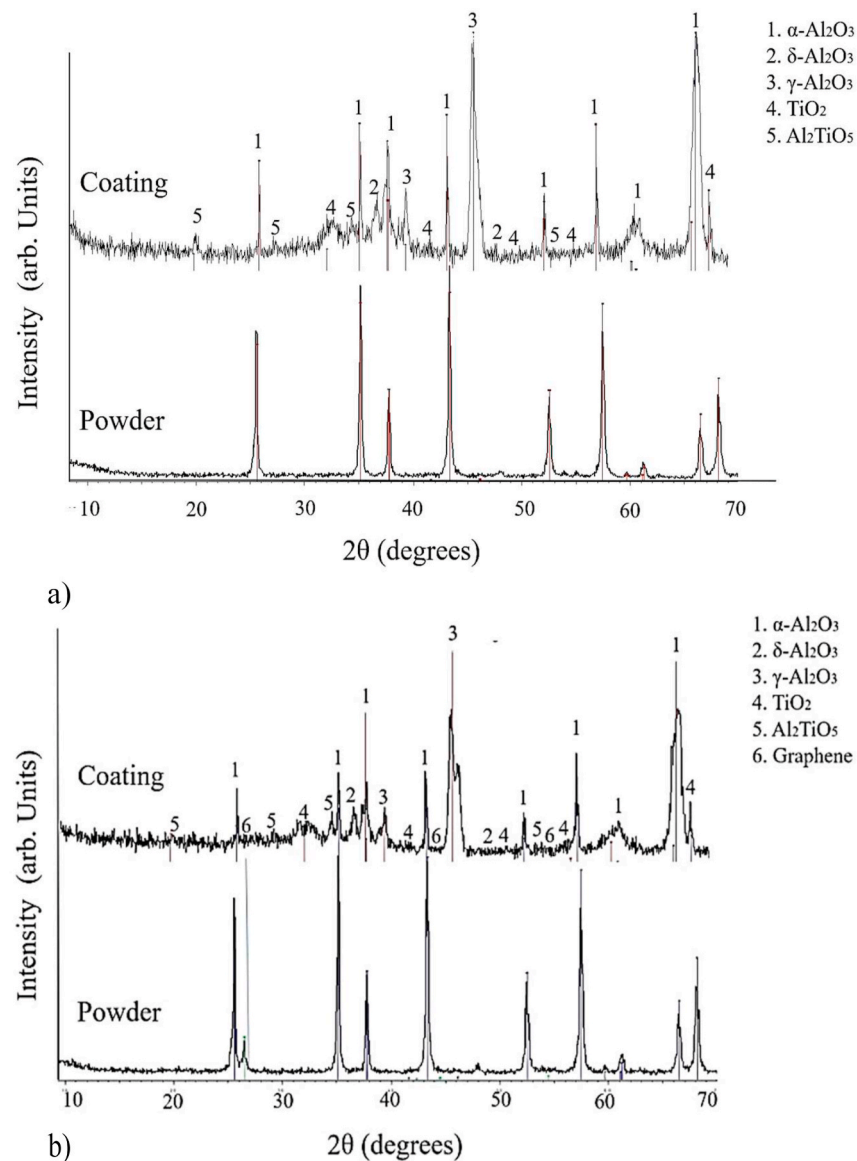 1. α-Al₂O₃
2. δ-Al₂O₃
3. γ-Al₂O₃
4. TiO₂
5. Al₂TiO₅
Intensity (arb. Units)
Coating
5 1 5 4 5 1 2 1 3 4 1 3 2 4 1 5 4 1 1 1 4
Powder
10 20 30 40 50 60 70
2θ (degrees)
a)
1. α-Al₂O₃
2. δ-Al₂O₃
3. γ-Al₂O₃
4. TiO₂
5. Al₂TiO₅
6. Graphene
Intensity (arb. Units)
Coating
5 1 6 5 4 5 1 2 1 3 4 1 6 3 2 4 1 5 6 4 1 1 1 4
Powder
10 20 30 40 50 60 70
2θ (degrees)
b)